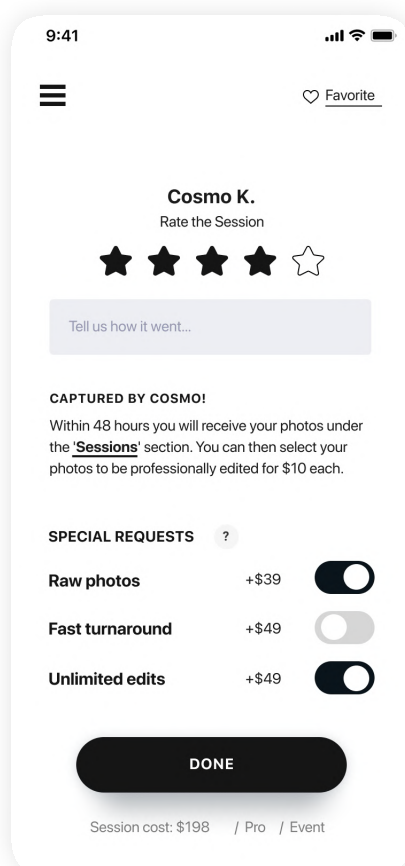 9:41
Favorite
Cosmo K.
Rate the Session
Tell us how it went...
CAPTURED BY COSMO!
Within 48 hours you will receive your photos under
the 'Sessions' section. You can then select your
photos to be professionally edited for $10 each.
SPECIAL REQUESTS ?
Raw photos +$39
Fast turnaround +$49
Unlimited edits +$49
DONE
Session cost: $198 / Pro / Event